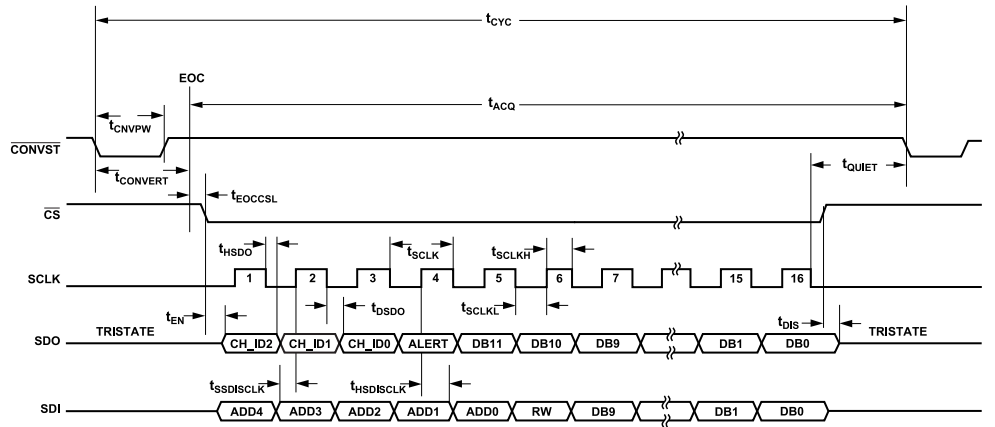 tCYC
EOC
tACQ
tCNVPW
CONVST
tCONVERT
tQUIET
tEOCCSL
CS
tHSDO
tSCLK
tSCLKH
SCLK
1 2 3 4 5 6 7 15 16
tEN
tDSDO
tSCLKL
tDIS
TRISTATE
TRISTATE
SDO
CH_ID2 CH_ID1 CH_ID0 ALERT DB11 DB10 DB9 DB1 DB0
tSSDISCLK
tHSDISCLK
SDI
ADD4 ADD3 ADD2 ADD1 ADD0 RW DB9 DB1 DB0